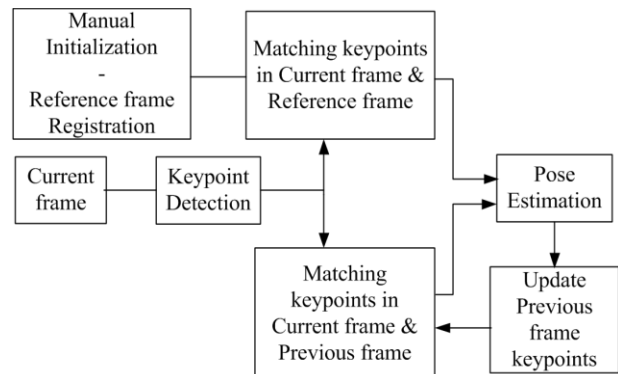 Manual
Initialization
-
Reference frame
Registration
Matching keypoints
in Current frame &
Reference frame
Current
frame
Keypoint
Detection
Pose
Estimation
Matching
keypoints in
Current frame &
Previous frame
Update
Previous
frame
keypoints